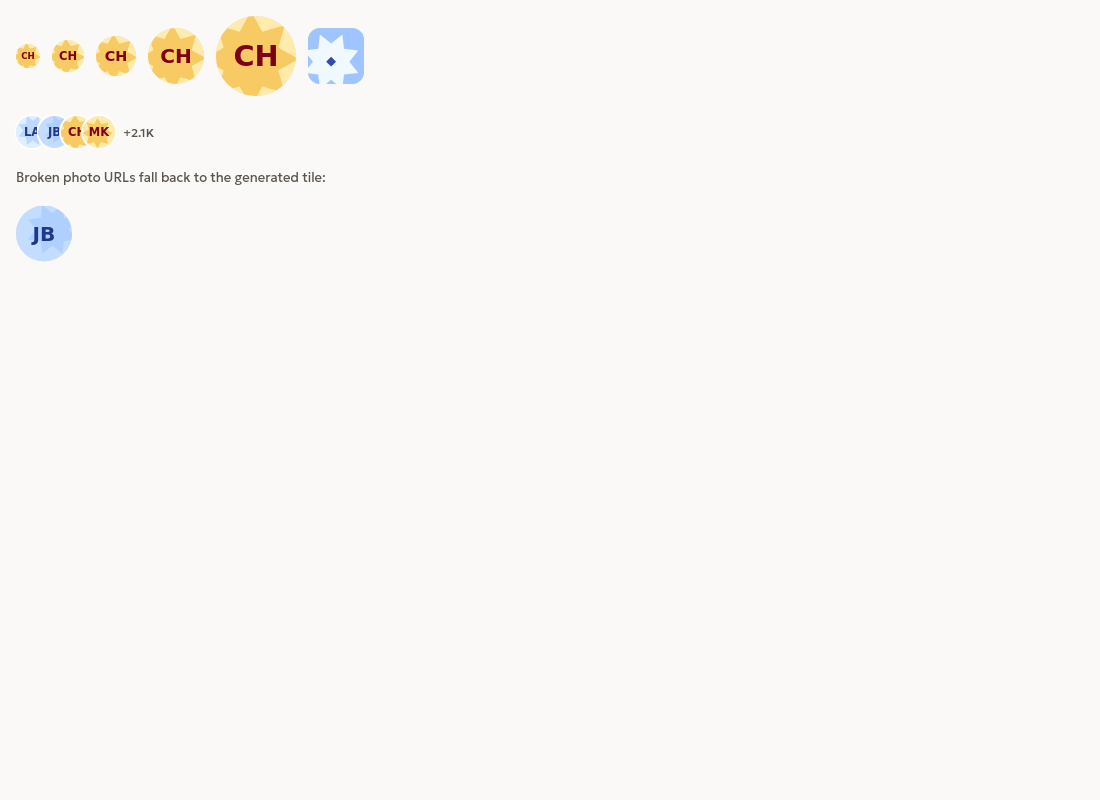 CH CH CH CH CH
LA JB CH MK +2.1K
Broken photo URLs fall back to the generated tile:
JB